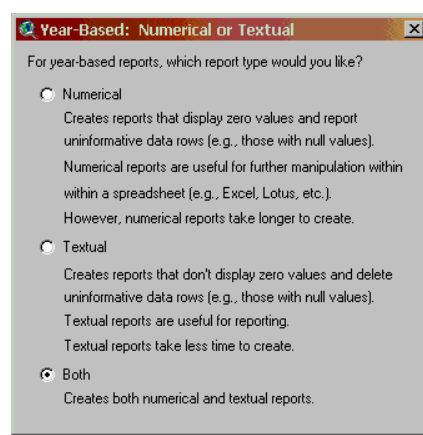 Year-Based: Numerical or Textual
For year-based reports, which report type would you like?
Numerical
Creates reports that display zero values and report
uninformative data rows (e.g., those with null values).
Numerical reports are useful for further manipulation within
within a spreadsheet (e.g., Excel, Lotus, etc.).
However, numerical reports take longer to create.
Textual
Creates reports that don't display zero values and delete
uninformative data rows (e.g., those with null values).
Textual reports are useful for reporting.
Textual reports take less time to create.
Both
Creates both numerical and textual reports.